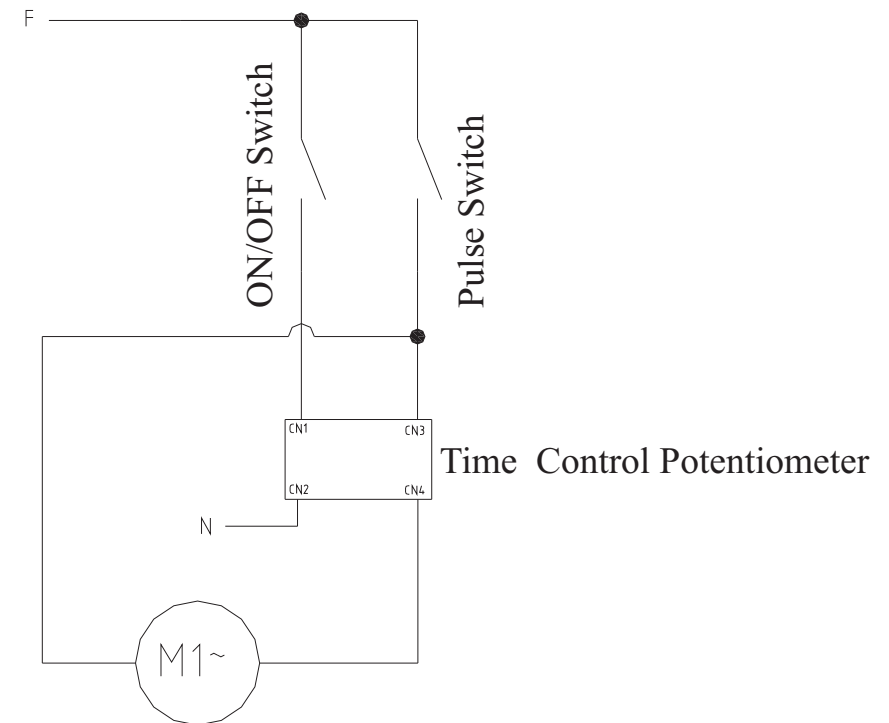 F
ON/OFF Switch
Pulse Switch
CN1
CN3
Time Control Potentiometer
CN2
CN4
N
M1~